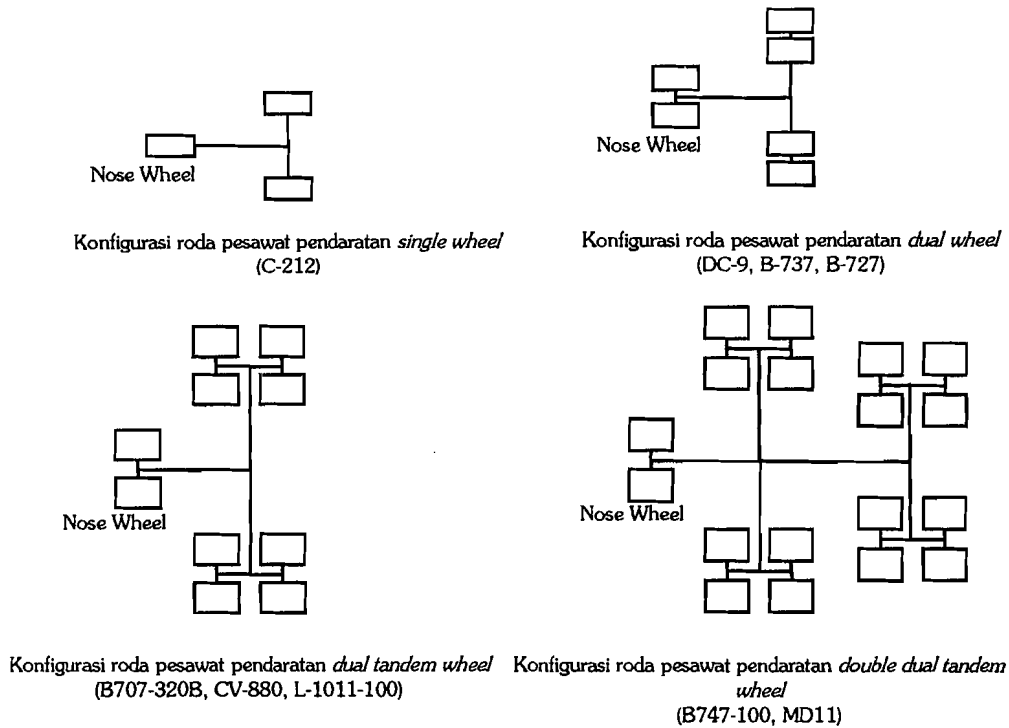 Nose Wheel
Konfigurasi roda pesawat pendaratan single wheel
(C-212)
Nose Wheel
Konfigurasi roda pesawat pendaratan dual wheel
(DC-9, B-737, B-727)
Nose Wheel
Konfigurasi roda pesawat pendaratan dual tandem wheel
(B707-320B, CV-880, L-1011-100)
Nose Wheel
Konfigurasi roda pesawat pendaratan double dual tandem
wheel
(B747-100, MD11)